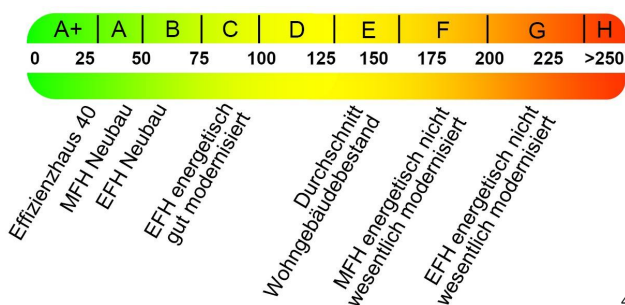 A+ A B C D E F G H
0 25 50 75 100 125 150 175 200 225 >250
Effizienzhaus 40
MFH Neubau
EFH Neubau
EFH energetisch
gut modernisiert
Durchschnitt
Wohngebäudebestand
MFH energetisch nicht
wesentlich modernisiert
EFH energetisch nicht
wesentlich modernisiert